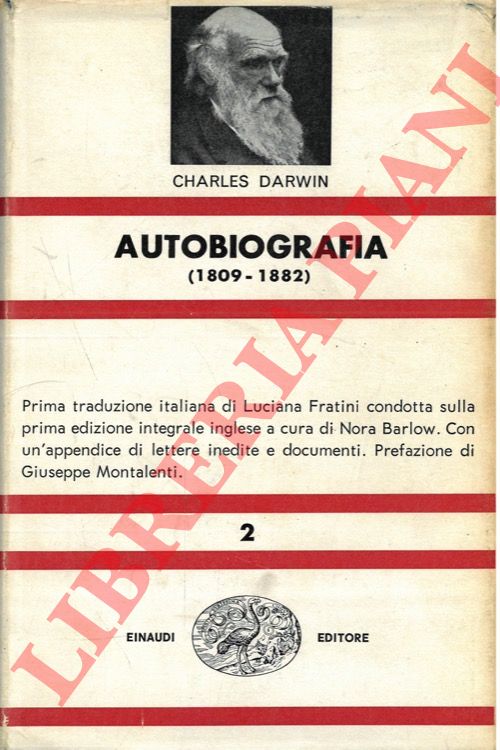 CHARLES DARWIN
AUTOBIOGRAFIA
(1809-1882)
Prima traduzione italiana di Luciana Fratini condotta sulla
prima edizione integrale inglese a cura di Nora Barlow. Con
un'appendice di lettere inedite e documenti. Prefazione di
Giuseppe Montalenti.
2
EINAUDI EDITORE
LIBRERIA PIANI